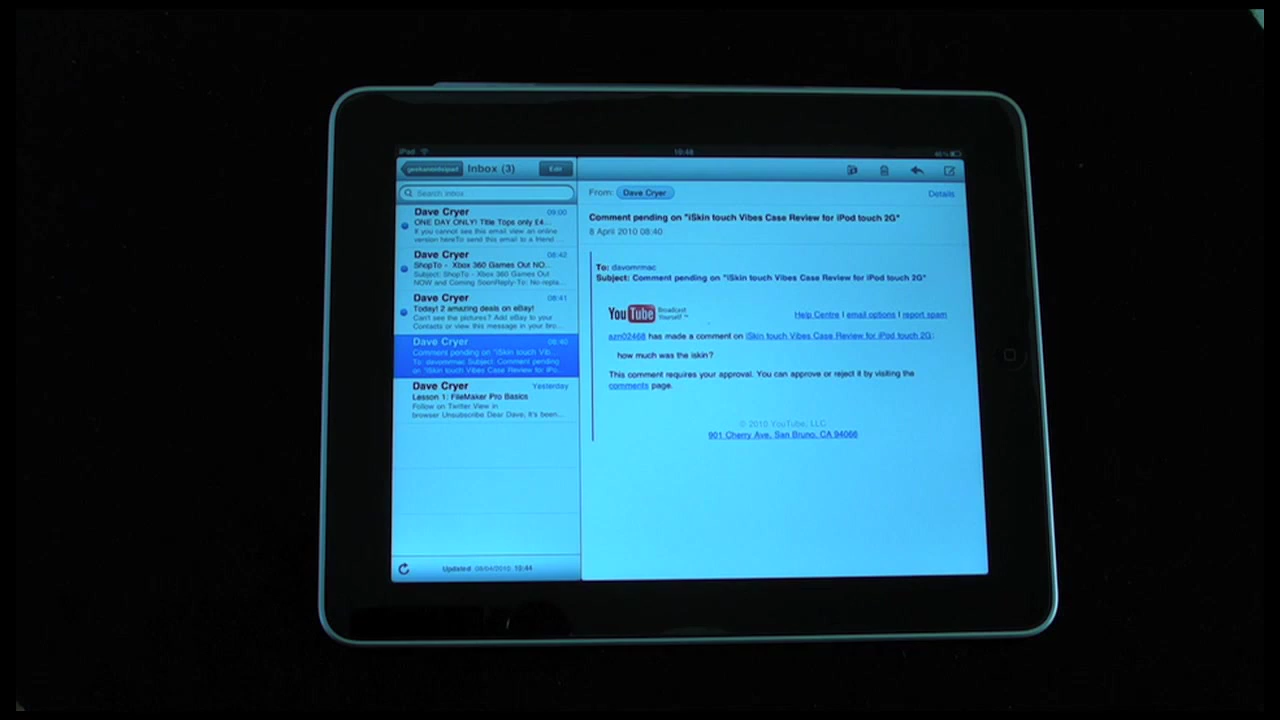 iPad 10:48 46%
Inbox (3) Edit
Search Inbox
Dave Cryer 09:00
ONE DAY ONLY! Title Tops only £4...
If you cannot see this email view an online
version hereTo send this email to a friend ...
Dave Cryer 08:42
ShopTo - Xbox 360 Games Out NO...
Subject: ShopTo - Xbox 360 Games Out
NOW and Coming SoonReply-To: No-repla...
Dave Cryer 08:41
Today! 2 amazing deals on eBay!
Can't see the pictures? Add eBay to your
Contacts or view this message in your bro...
Dave Cryer 08:40
Comment pending on "iSkin touch Vib...
To: davomrmac Subject: Comment pending
on "iSkin touch Vibes Case Review for iPo...
Dave Cryer Yesterday
Lesson 1: FileMaker Pro Basics
Follow on Twitter View in
browser Unsubscribe Dear Dave, It's been...
Updated 08/04/2010 10:44
From: Dave Cryer Details
Comment pending on "iSkin touch Vibes Case Review for iPod touch 2G"
8 April 2010 08:40
To: davomrmac
Subject: Comment pending on "iSkin touch Vibes Case Review for iPod touch 2G"
YouTube Broadcast Yourself ™
Help Centre | email options | report spam
azn02468 has made a comment on iSkin touch Vibes Case Review for iPod touch 2G:
how much was the iskin?
This comment requires your approval. You can approve or reject it by visiting the
comments page.
© 2010 YouTube, LLC
901 Cherry Ave, San Bruno, CA 94066